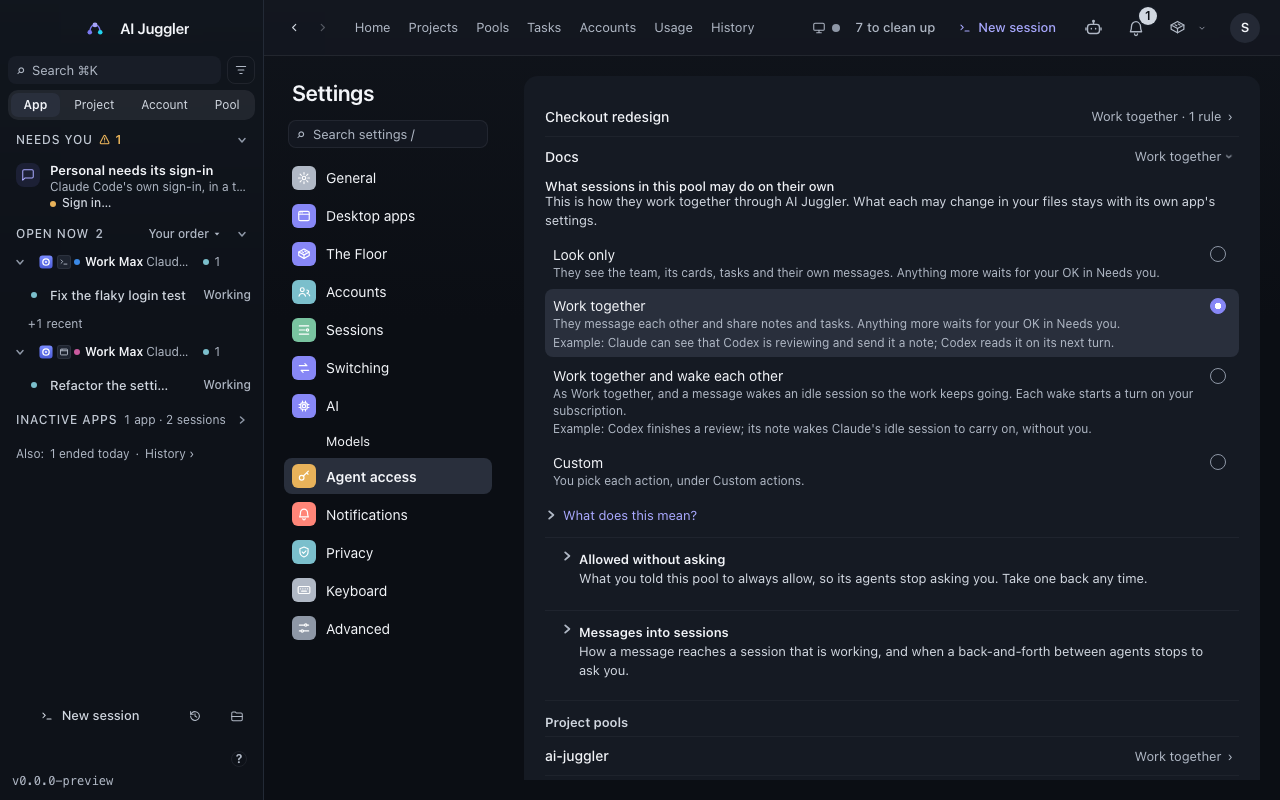 AI Juggler
Search ⌘K
App Project Account Pool
NEEDS YOU 1
Personal needs its sign-in
Claude Code's own sign-in, in a t…
Sign in…
OPEN NOW 2 Your order
Work Max Claud… 1
Fix the flaky login test Working
+1 recent
Work Max Claud… 1
Refactor the setti… Working
INACTIVE APPS 1 app · 2 sessions
Also: 1 ended today · History ›
New session
?
v0.0.0-preview
Home Projects Pools Tasks Accounts Usage History
7 to clean up
New session
1
S
Settings
Search settings /
General
Desktop apps
The Floor
Accounts
Sessions
Switching
AI
Models
Agent access
Notifications
Privacy
Keyboard
Advanced
Checkout redesign Work together · 1 rule ›
Docs Work together
What sessions in this pool may do on their own
This is how they work together through AI Juggler. What each may change in your files stays with its own app's
settings.
Look only
They see the team, its cards, tasks and their own messages. Anything more waits for your OK in Needs you.
Work together
They message each other and share notes and tasks. Anything more waits for your OK in Needs you.
Example: Claude can see that Codex is reviewing and send it a note; Codex reads it on its next turn.
Work together and wake each other
As Work together, and a message wakes an idle session so the work keeps going. Each wake starts a turn on your
subscription.
Example: Codex finishes a review; its note wakes Claude's idle session to carry on, without you.
Custom
You pick each action, under Custom actions.
What does this mean?
Allowed without asking
What you told this pool to always allow, so its agents stop asking you. Take one back any time.
Messages into sessions
How a message reaches a session that is working, and when a back-and-forth between agents stops to
ask you.
Project pools
ai-juggler Work together ›